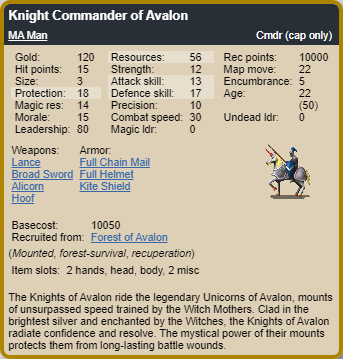 Knight Commander of Avalon
MA Man Cmdr (cap only)
Gold: 120 Resources: 56 Rec points: 10000
Hit points: 15 Strength: 12 Map move: 22
Size: 3 Attack skill: 13 Encumbrance: 5
Protection: 18 Defence skill: 17 Age: 22
Magic res: 14 Precision: 10 (50)
Morale: 15 Combat speed: 30 Undead ldr: 0
Leadership: 80 Magic ldr: 0
Weapons: Armor:
Lance Full Chain Mail
Broad Sword Full Helmet
Alicorn Kite Shield
Hoof
Basecost: 10050
Recruited from: Forest of Avalon
(Mounted, forest-survival, recuperation)
Item slots: 2 hands, head, body, 2 misc
The Knights of Avalon ride the legendary Unicorns of Avalon, mounts
of unsurpassed speed trained by the Witch Mothers. Clad in the
brightest silver and enchanted by the Witches, the Knights of Avalon
radiate confidence and resolve. The mystical power of their mounts
protects them from long-lasting battle wounds.